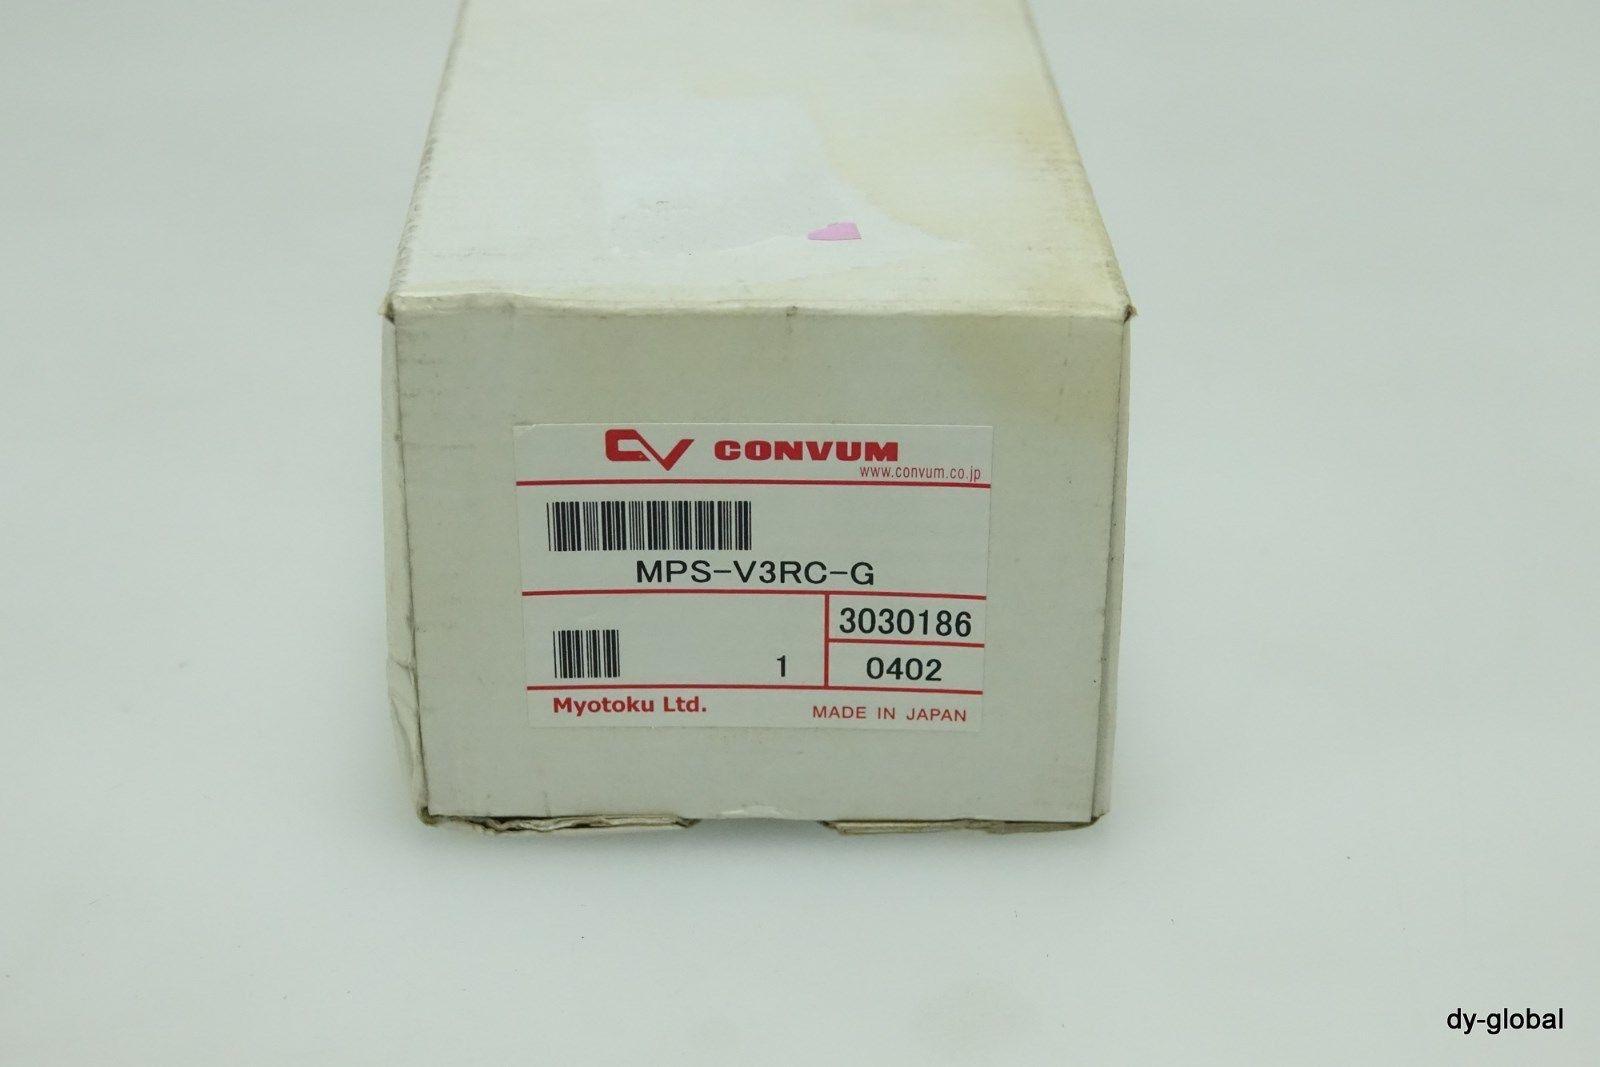 CV CONVUM
www.convum.co.jp
MPS-V3RC-G
3030186
1
0402
Myotoku Ltd.
MADE IN JAPAN
dy-global